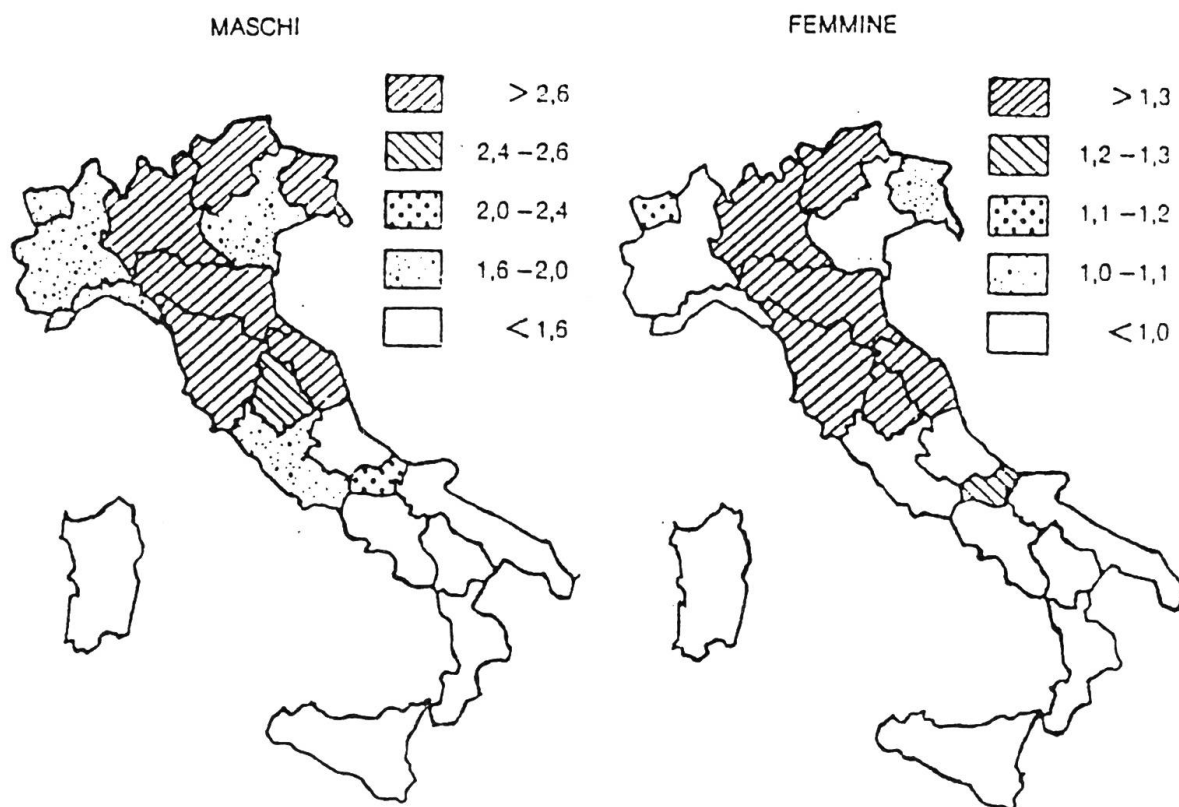 MASCHI
> 2,6
2,4 – 2,6
2,0 – 2,4
1,6 – 2,0
< 1,6
FEMMINE
> 1,3
1,2 – 1,3
1,1 – 1,2
1,0 – 1,1
< 1,0